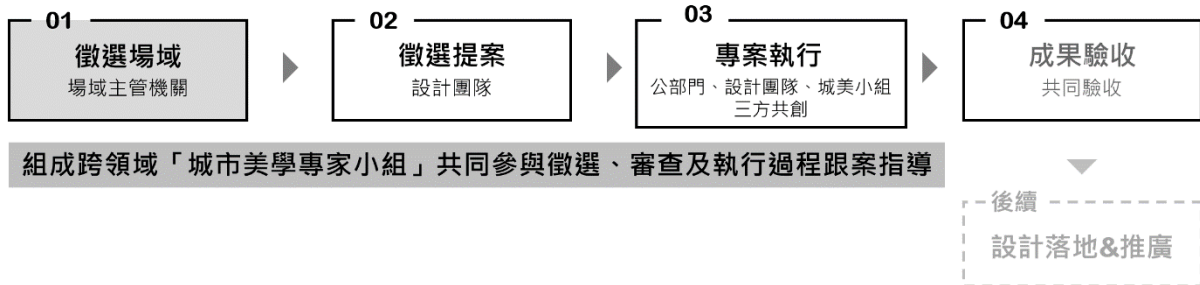 01
徵選場域
場域主管機關
02
徵選提案
設計團隊
03
專案執行
公部門、設計團隊、城美小組
三方共創
04
成果驗收
共同驗收
組成跨領域「城市美學專家小組」共同參與徵選、審查及執行過程跟案指導
後續
設計落地&推廣